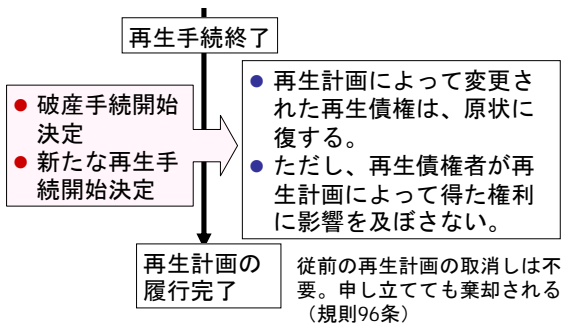 再生手続終了
● 破産手続開始
決定
● 新たな再生手
続開始決定
● 再生計画によって変更さ
れた再生債権は、原状に
復する。
● ただし、再生債権者が再
生計画によって得た権利
に影響を及ぼさない。
再生計画の
履行完了
従前の再生計画の取消しは不
要。申し立てても棄却される
（規則96条）